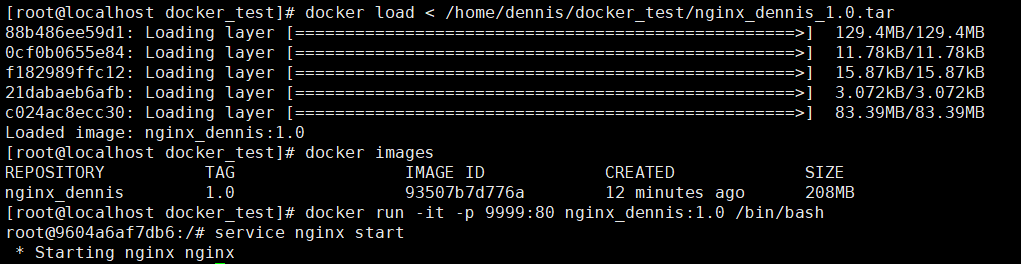 [root@localhost docker_test]# docker load < /home/dennis/docker_test/nginx_dennis_1.0.tar
88b486ee59d1: Loading layer [==================================================>]  129.4MB/129.4MB
0cf0b0655e84: Loading layer [==================================================>]  11.78kB/11.78kB
f182989ffc12: Loading layer [==================================================>]  15.87kB/15.87kB
21dabaeb6afb: Loading layer [==================================================>]  3.072kB/3.072kB
c024ac8ecc30: Loading layer [==================================================>]  83.39MB/83.39MB
Loaded image: nginx_dennis:1.0
[root@localhost docker_test]# docker images
REPOSITORY          TAG                 IMAGE ID            CREATED             SIZE
nginx_dennis        1.0                 93507b7d776a        12 minutes ago      208MB
[root@localhost docker_test]# docker run -it -p 9999:80 nginx_dennis:1.0 /bin/bash
root@9604a6af7db6:/# service nginx start
 * Starting nginx nginx